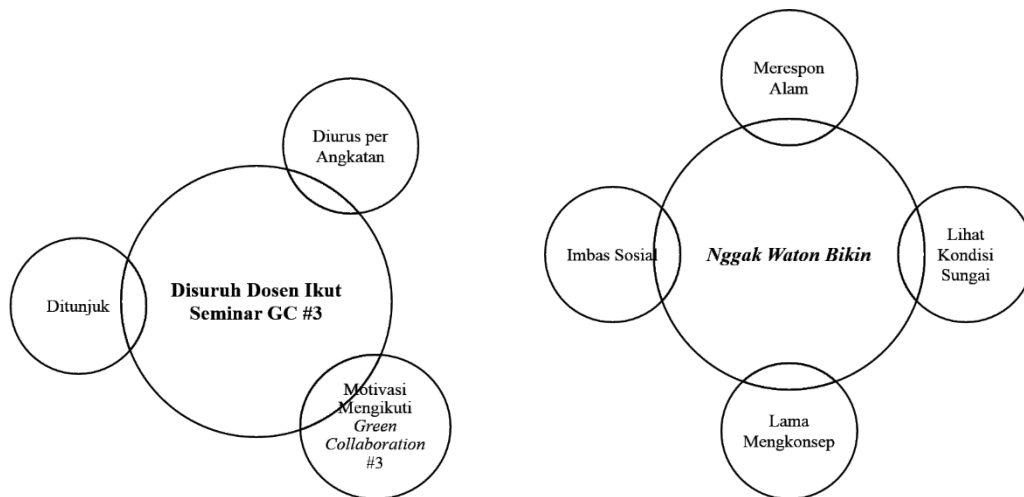 Diurus per
Angkatan
Ditunjuk
Disuruh Dosen Ikut
Seminar GC #3
Motivasi
Mengikuti
Green
Collaboration
#3
Merespon
Alam
Imbas Sosial
Nggak Waton Bikin
Lihat
Kondisi
Sungai
Lama
Mengkonsep